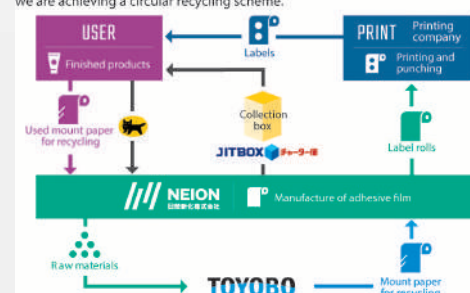 we are achieving a circular recycling scheme.
USER
Finished products
Labels
PRINT
Printing
company
Printing and
punching
Used mount paper
for recycling
Collection
box
JITBOX チャーター便
Label rolls
NEION
Manufacture of adhesive film
Raw materials
TOYOBO
Mount paper
for recycling